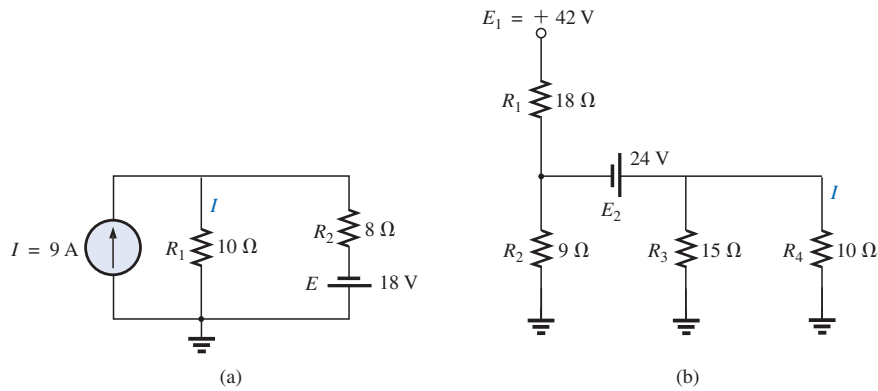 E1 = + 42 V
R1
18 Ω
24 V
E2
I
R2
9 Ω
R3
15 Ω
R4
10 Ω
I = 9 A
I
R1
10 Ω
R2
8 Ω
E
18 V
(a)
(b)